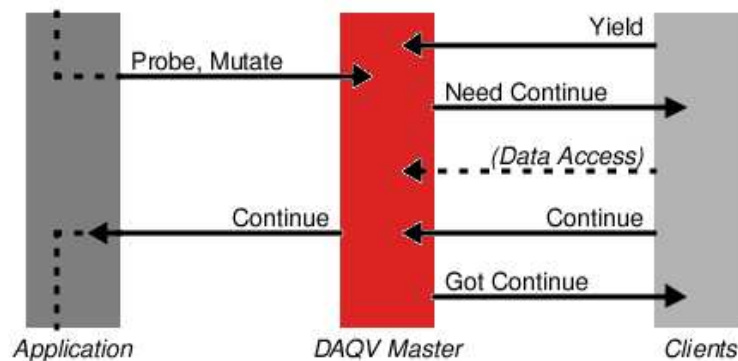 Yield
Probe, Mutate
Need Continue
(Data Access)
Continue Continue
Got Continue
Application DAQV Master Clients